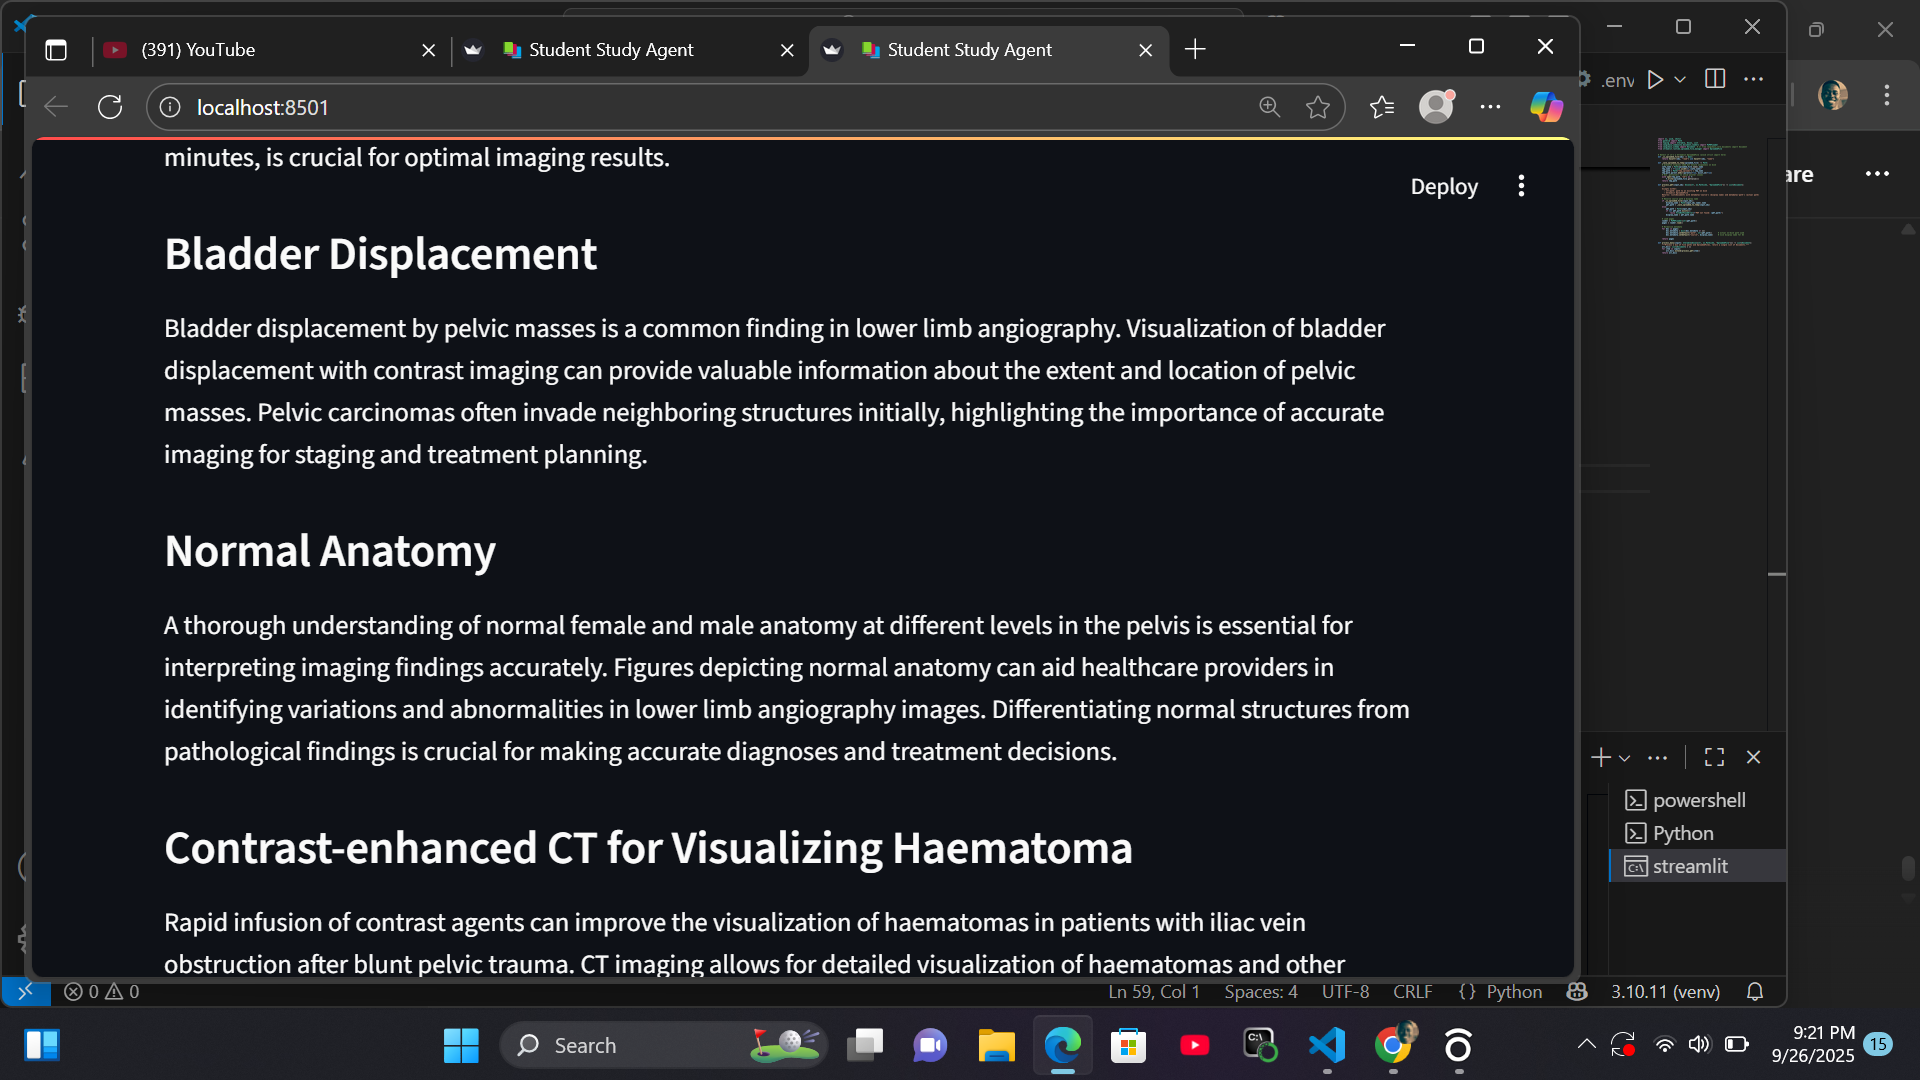 (391) YouTube
Student Study Agent
Student Study Agent
.env
localhost:8501
are
minutes, is crucial for optimal imaging results.
Deploy
Bladder Displacement
Bladder displacement by pelvic masses is a common finding in lower limb angiography. Visualization of bladder
displacement with contrast imaging can provide valuable information about the extent and location of pelvic
masses. Pelvic carcinomas often invade neighboring structures initially, highlighting the importance of accurate
imaging for staging and treatment planning.
Normal Anatomy
A thorough understanding of normal female and male anatomy at different levels in the pelvis is essential for
interpreting imaging findings accurately. Figures depicting normal anatomy can aid healthcare providers in
identifying variations and abnormalities in lower limb angiography images. Differentiating normal structures from
pathological findings is crucial for making accurate diagnoses and treatment decisions.
powershell
Python
streamlit
Contrast-enhanced CT for Visualizing Haematoma
Rapid infusion of contrast agents can improve the visualization of haematomas in patients with iliac vein
obstruction after blunt pelvic trauma. CT imaging allows for detailed visualization of haematomas and other
0 0
Ln 59, Col 1 Spaces: 4 UTF-8 CRLF {} Python 3.10.11 (venv)
Search
9:21 PM
9/26/2025
15